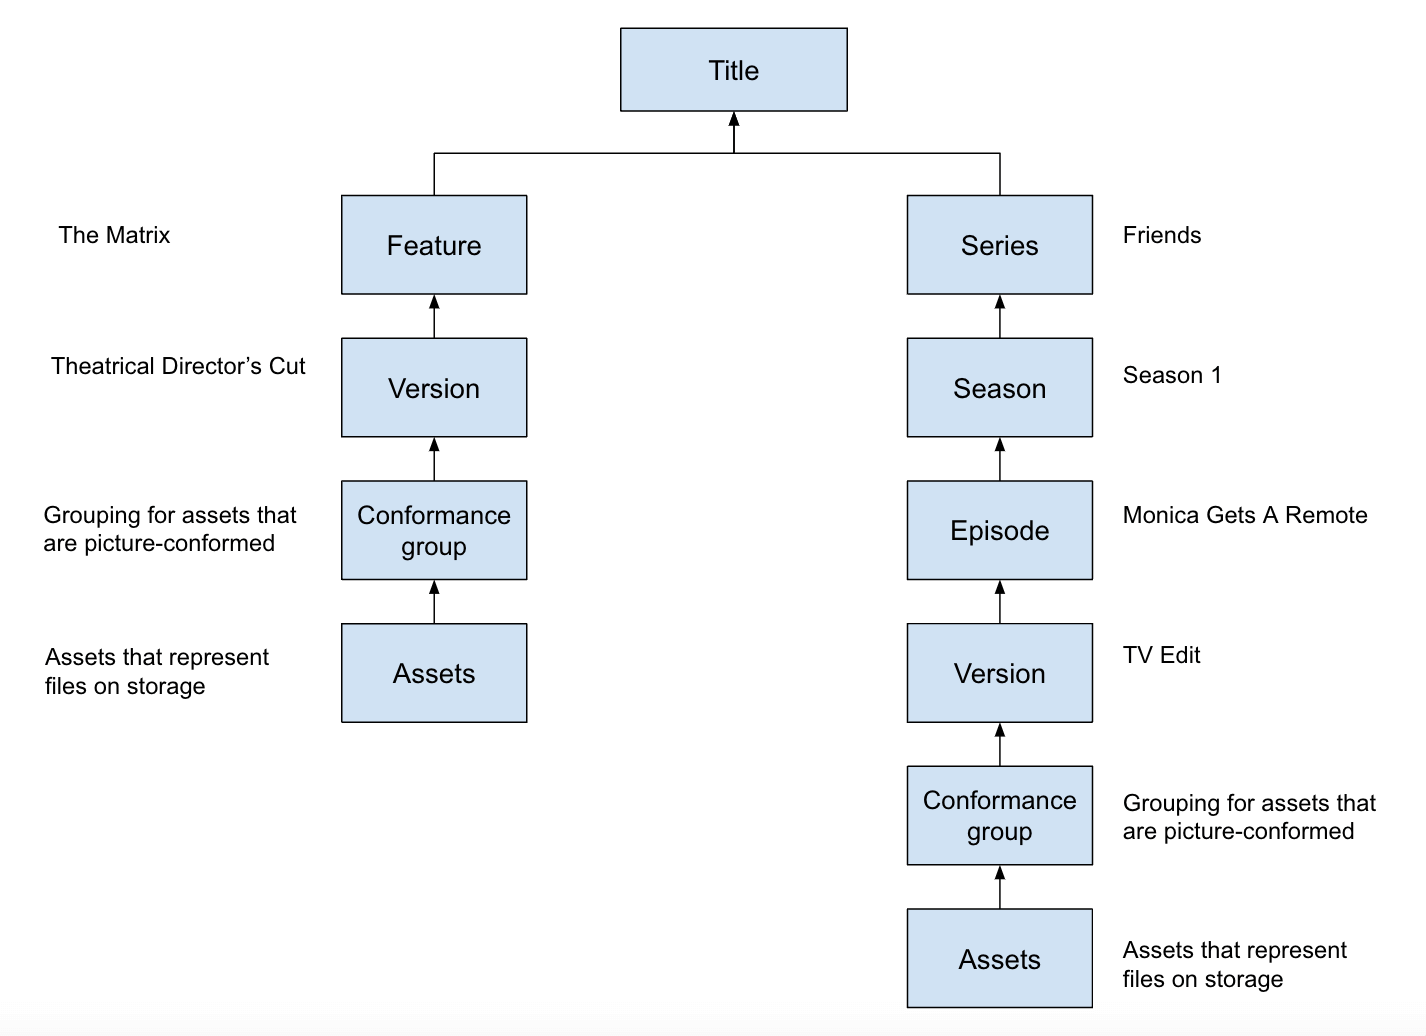 Title
The Matrix
Feature
Series
Friends
Theatrical Director’s Cut
Version
Season
Season 1
Grouping for assets that
are picture-conformed
Conformance
group
Episode
Monica Gets A Remote
Assets that represent
files on storage
Assets
Version
TV Edit
Conformance
group
Grouping for assets that
are picture-conformed
Assets
Assets that represent
files on storage